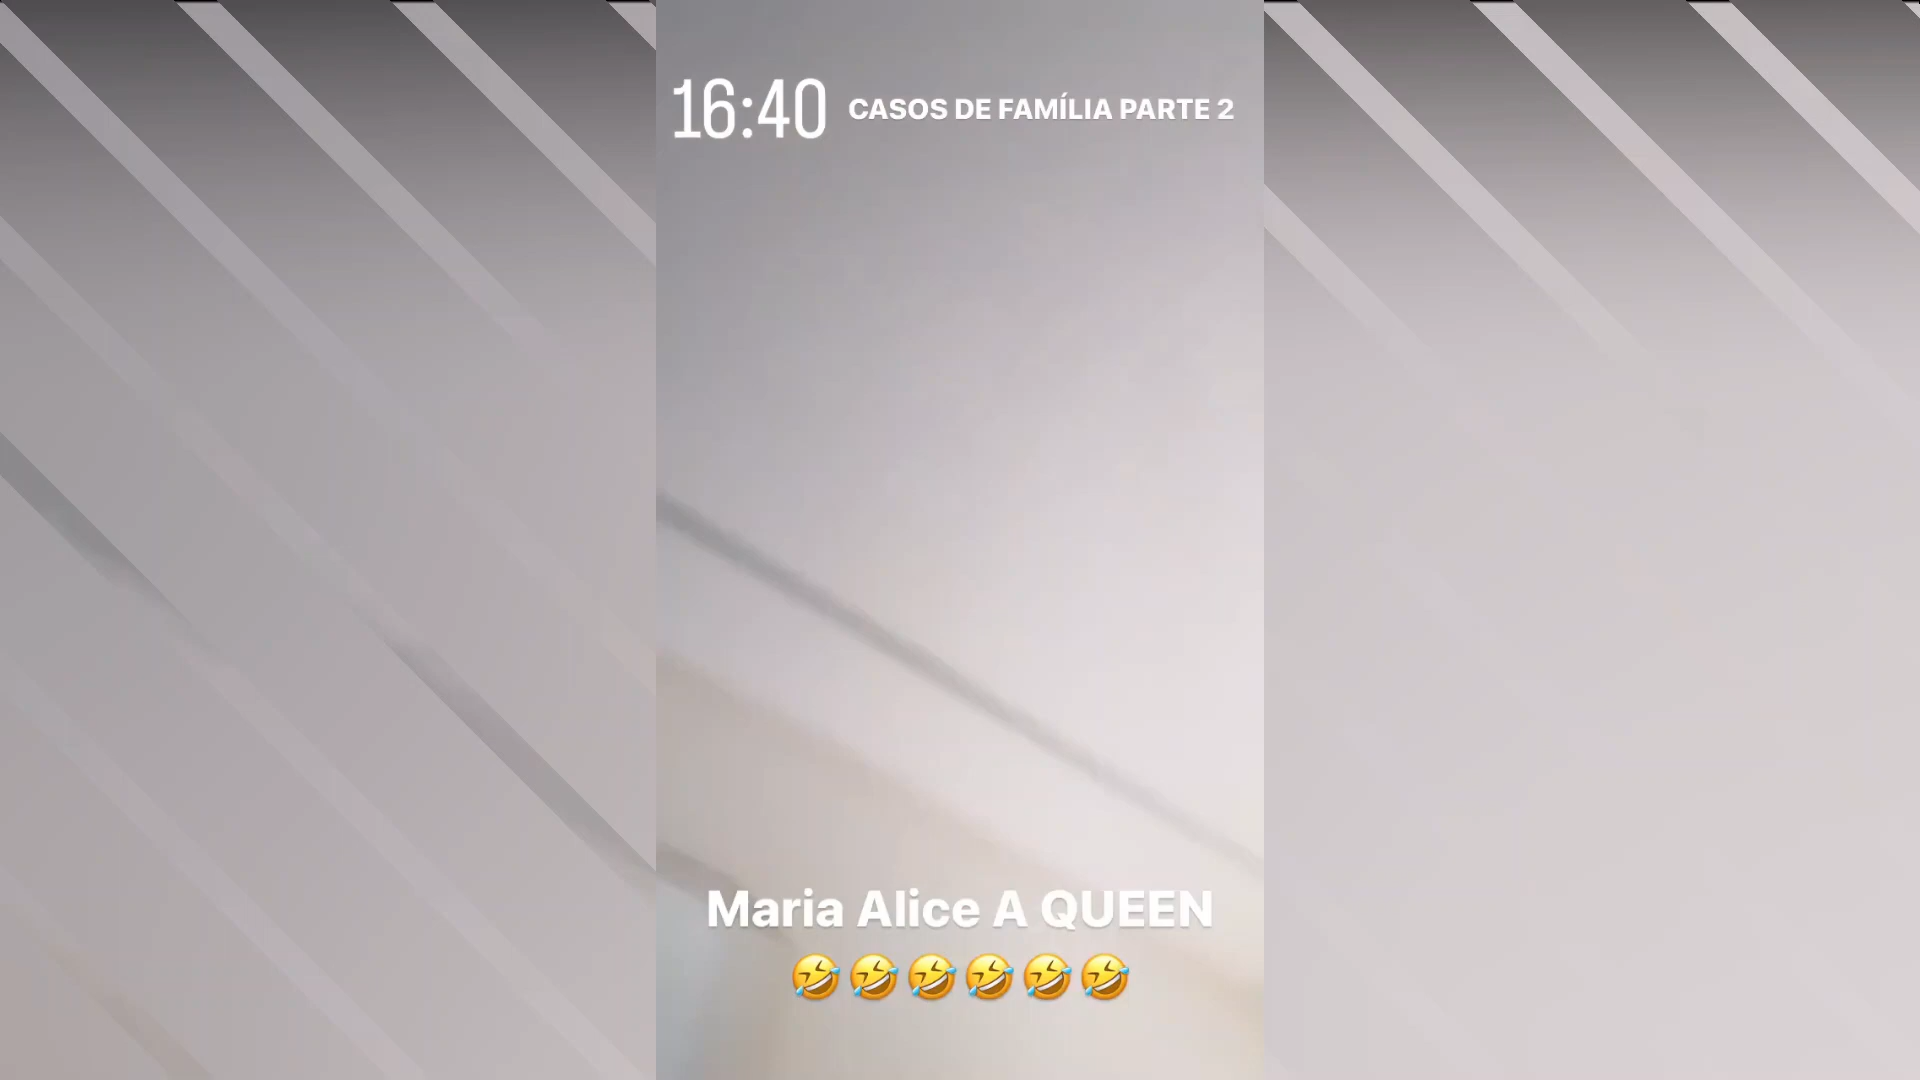 16:40 CASOS DE FAMÍLIA PARTE 2
Maria Alice A QUEEN
🤣🤣🤣🤣🤣🤣